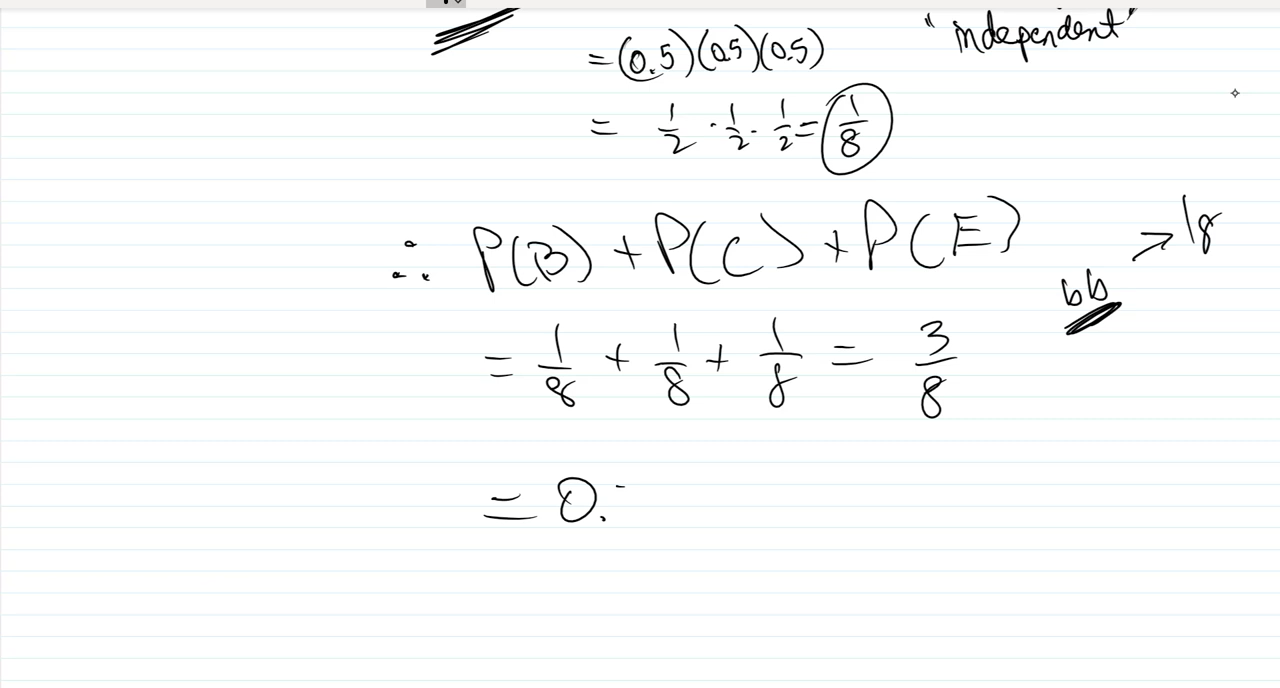 "independent"
= (0.5)(0.5)(0.5)
= 1/2 · 1/2 · 1/2 = 1/8
∴ P(B) + P(C) + P(E) → 18
bb
= 1/8 + 1/8 + 1/8 = 3/8
= 0.